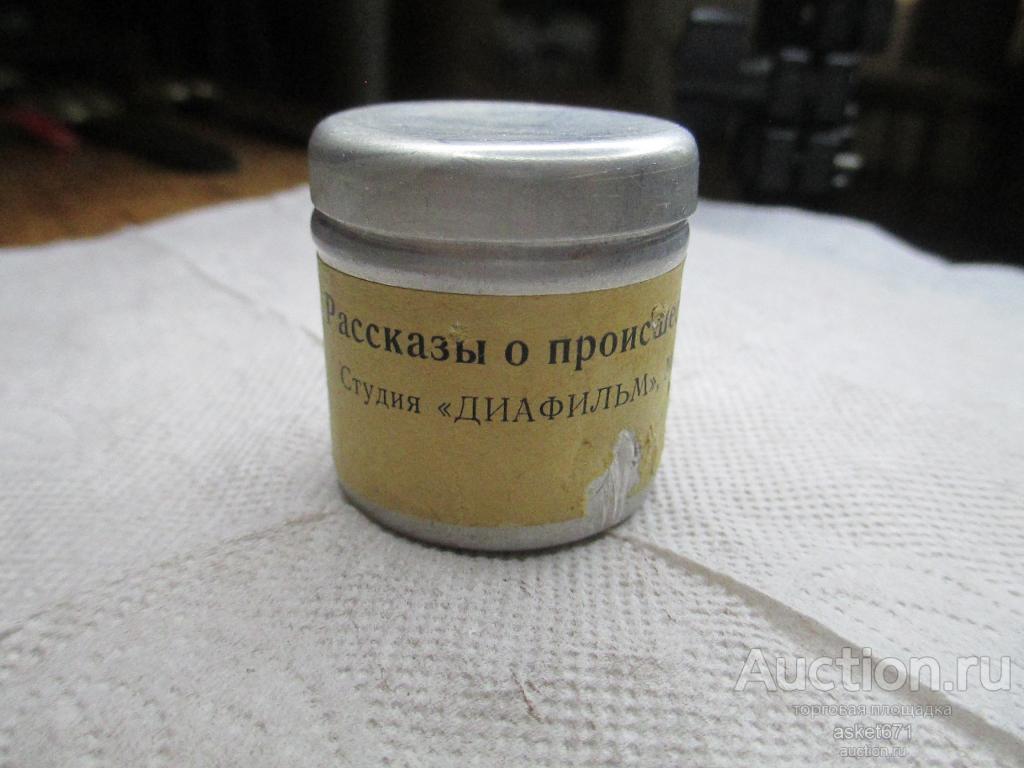 Рассказы о происше
Студия «ДИАФИЛЬМ»,
Auction.ru
торговая площадка
asket671
auction.ru